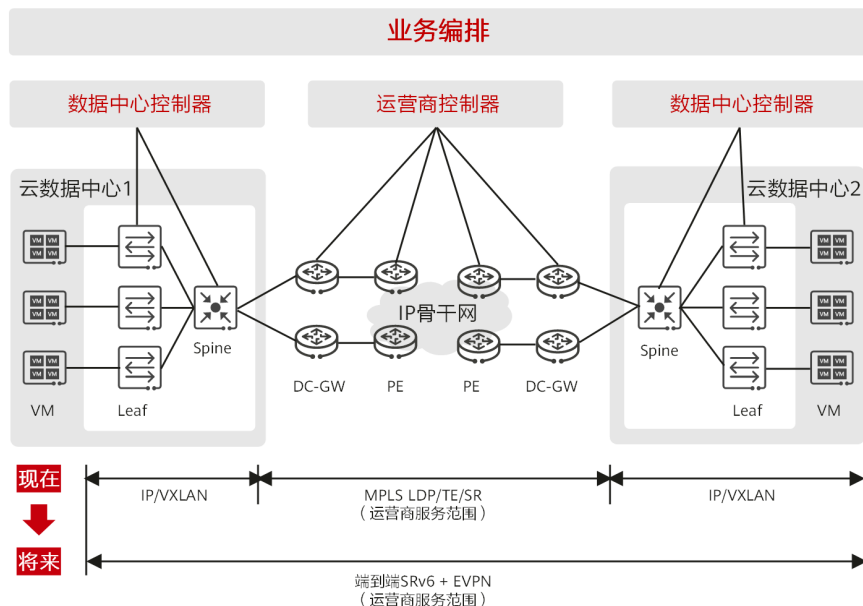 业务编排
数据中心控制器
运营商控制器
数据中心控制器
云数据中心1
云数据中心2
VM VM
VM VM
VM VM
VM VM
VM VM
VM VM
VM VM
VM VM
VM VM
VM VM
VM VM
VM VM
IP骨干网
Spine
Spine
DC-GW
PE
PE
DC-GW
VM
Leaf
Leaf
VM
现在
IP/VXLAN
MPLS LDP/TE/SR
（运营商服务范围）
IP/VXLAN
将来
端到端SRv6 + EVPN
（运营商服务范围）